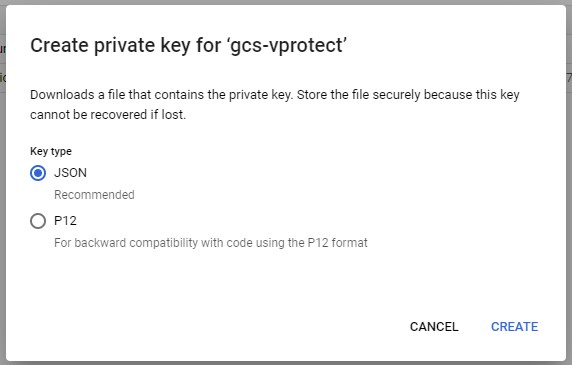 Create private key for ‘gcs-vprotect’
Downloads a file that contains the private key. Store the file securely because this key
cannot be recovered if lost.
Key type
JSON
Recommended
P12
For backward compatibility with code using the P12 format
CANCEL CREATE